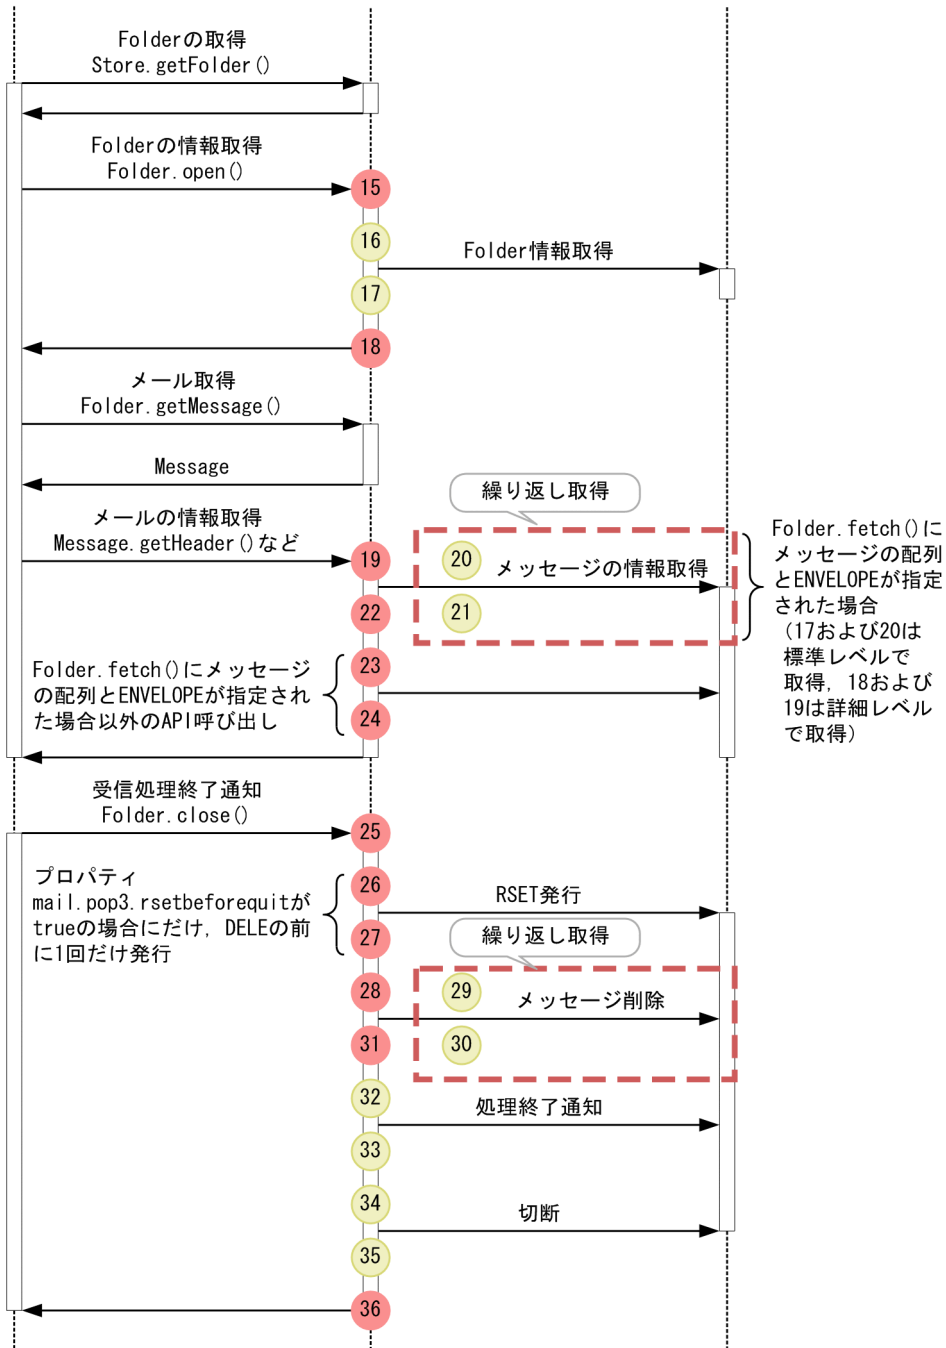 Folderの取得
Store.getFolder()
Folderの情報取得
Folder.open()
15
16
Folder情報取得
17
18
メール取得
Folder.getMessage()
Message
繰り返し取得
メールの情報取得
Message.getHeader()など
19
20
メッセージの情報取得
22
21
Folder.fetch()に
メッセージの配列
とENVELOPEが指定
された場合
(17および20は
標準レベルで
取得，18および
19は詳細レベル
で取得)
Folder.fetch()にメッセージ
の配列とENVELOPEが指定され
た場合以外のAPI呼び出し
23
24
受信処理終了通知
Folder.close()
25
プロパティ
mail.pop3.rsetbeforequitが
trueの場合にだけ，DELEの前
に1回だけ発行
26
RSET発行
27
繰り返し取得
28
29
メッセージ削除
31
30
32
処理終了通知
33
34
切断
35
36